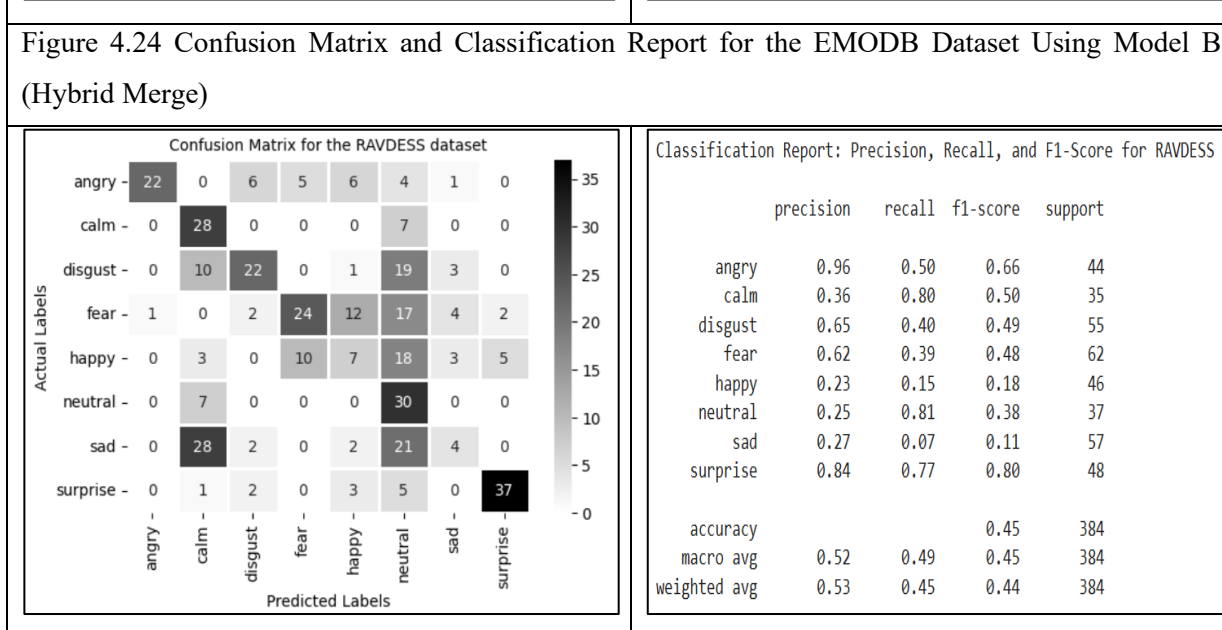 Figure 4.24 Confusion Matrix and Classification Report for the EMODB Dataset Using Model B
(Hybrid Merge)
Confusion Matrix for the RAVDESS dataset
Actual Labels
angry - 22 0 6 5 6 4 1 0
calm - 0 28 0 0 0 7 0 0
disgust - 0 10 22 0 1 19 3 0
fear - 1 0 2 24 12 17 4 2
happy - 0 3 0 10 7 18 3 5
neutral - 0 7 0 0 0 30 0 0
sad - 0 28 2 0 2 21 4 0
surprise - 0 1 2 0 3 5 0 37
angry - calm - disgust - fear - happy - neutral - sad - surprise -
Predicted Labels
- 35
- 30
- 25
- 20
- 15
- 10
- 5
- 0
Classification Report: Precision, Recall, and F1-Score for RAVDESS
precision recall f1-score support
angry 0.96 0.50 0.66 44
calm 0.36 0.80 0.50 35
disgust 0.65 0.40 0.49 55
fear 0.62 0.39 0.48 62
happy 0.23 0.15 0.18 46
neutral 0.25 0.81 0.38 37
sad 0.27 0.07 0.11 57
surprise 0.84 0.77 0.80 48
accuracy 0.45 384
macro avg 0.52 0.49 0.45 384
weighted avg 0.53 0.45 0.44 384